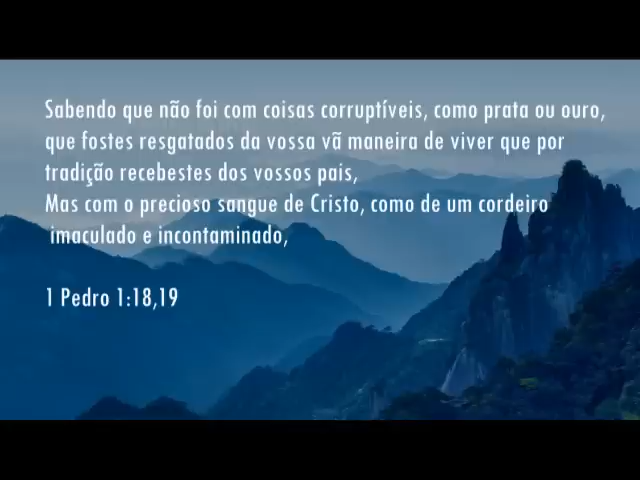 Sabendo que não foi com coisas corruptíveis, como prata ou ouro,
que fostes resgatados da vossa vã maneira de viver que por
tradição recebestes dos vossos pais,
Mas com o precioso sangue de Cristo, como de um cordeiro
imaculado e incontaminado,
1 Pedro 1:18,19